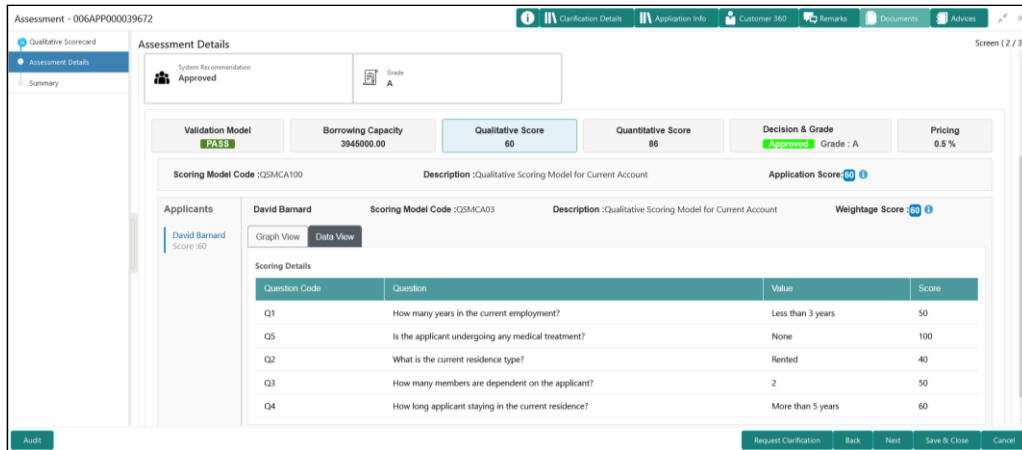 Assessment - 006APP000039672
Clarification Details
Application Info
Customer 360
Remarks
Documents
Advices
Qualitative Scorecard
Assessment Details
Summary
Assessment Details
Screen ( 2 / 3
System Recommendation
Approved
Grade
A
Validation Model
PASS
Borrowing Capacity
3945000.00
Qualitative Score
60
Quantitative Score
86
Decision & Grade
Approved Grade : A
Pricing
0.5 %
Scoring Model Code :QSMCA100 Description :Qualitative Scoring Model for Current Account Application Score:60
Applicants
David Barnard
Score :60
David Barnard Scoring Model Code :QSMCA03 Description :Qualitative Scoring Model for Current Account Weightage Score :60
Graph View Data View
Scoring Details
Question Code Question Value Score
Q1 How many years in the current employment? Less than 3 years 50
Q5 Is the applicant undergoing any medical treatment? None 100
Q2 What is the current residence type? Rented 40
Q3 How many members are dependent on the applicant? 2 50
Q4 How long applicant staying in the current residence? More than 5 years 60
Audit Request Clarification Back Next Save & Close Cancel